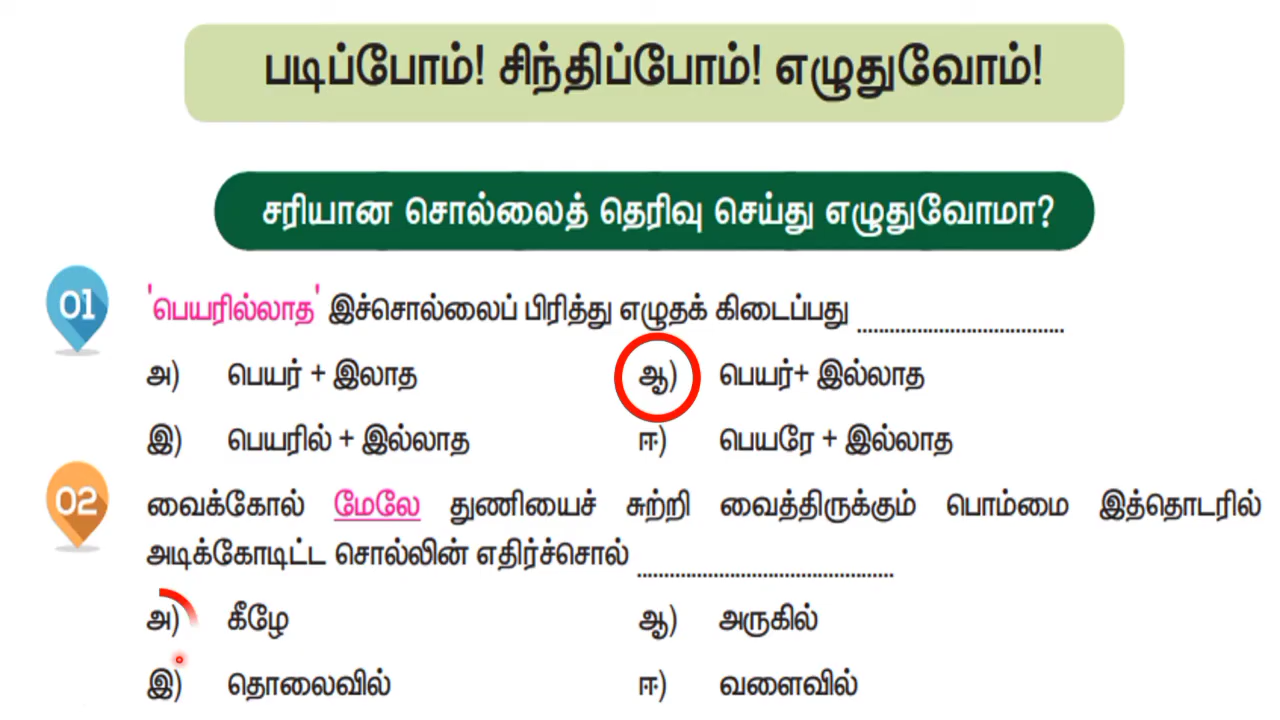 படிப்போம்! சிந்திப்போம்! எழுதுவோம்!
சரியான சொல்லைத் தெரிவு செய்து எழுதுவோமா?
01 'பெயரில்லாத' இச்சொல்லைப் பிரித்து எழுதக் கிடைப்பது ......................................
அ) பெயர் + இலாத ஆ) பெயர்+ இல்லாத
இ) பெயரில் + இல்லாத ஈ) பெயரே + இல்லாத
02 வைக்கோல் மேலே துணியைச் சுற்றி வைத்திருக்கும் பொம்மை இத்தொடரில்
அடிக்கோடிட்ட சொல்லின் எதிர்ச்சொல் ................................................
அ) கீழே ஆ) அருகில்
இ) தொலைவில் ஈ) வளைவில்